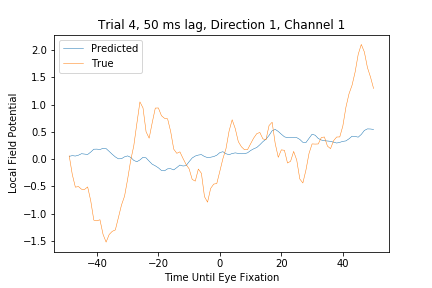 Trial 4, 50 ms lag, Direction 1, Channel 1
Predicted
True
2.0
1.5
1.0
0.5
0.0
−0.5
−1.0
−1.5
Local Field Potential
−40
−20
0
20
40
Time Until Eye Fixation